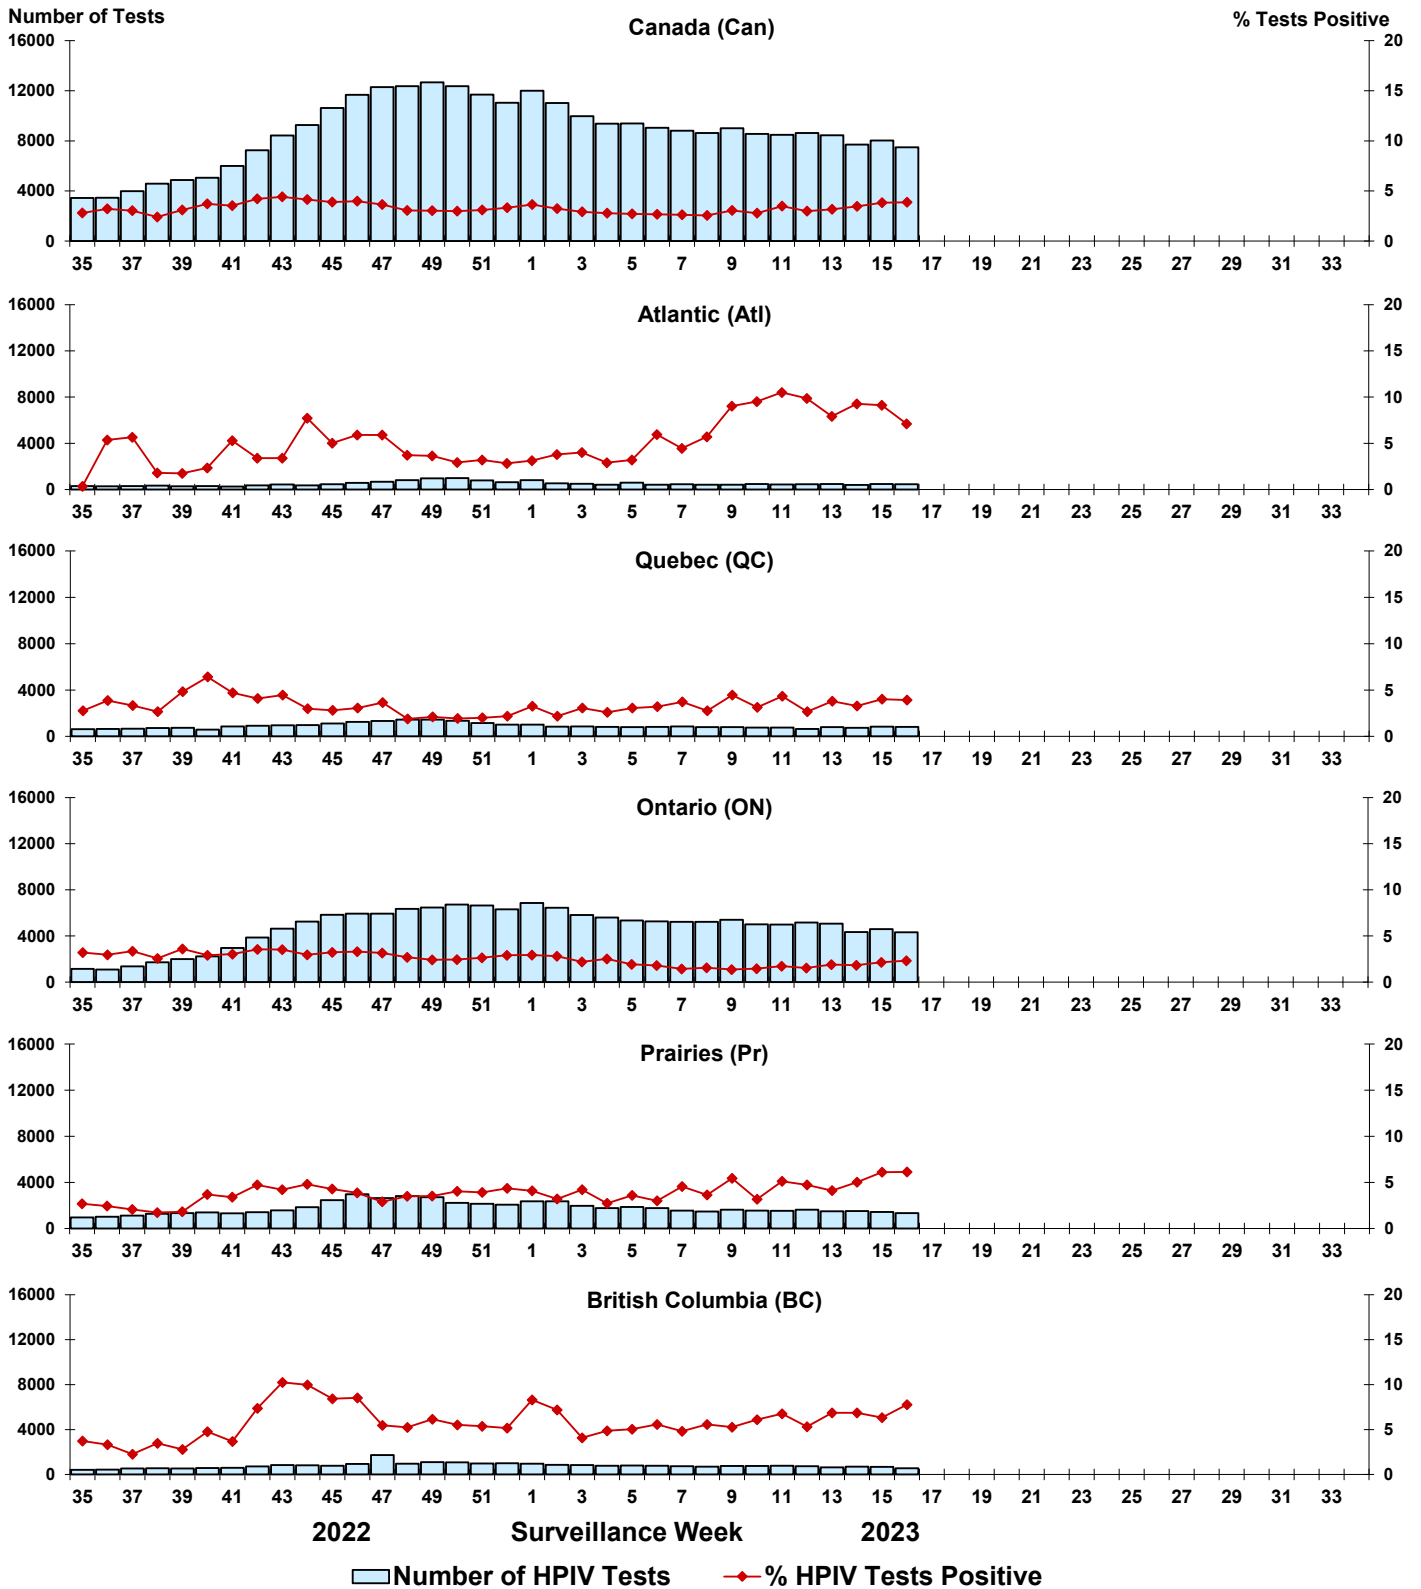 Number of Tests
% Tests Positive
Canada (Can)
16000 20
12000 15
8000 10
4000 5
0 0
35 37 39 41 43 45 47 49 51 1 3 5 7 9 11 13 15 17 19 21 23 25 27 29 31 33
Atlantic (Atl)
16000 20
12000 15
8000 10
4000 5
0 0
35 37 39 41 43 45 47 49 51 1 3 5 7 9 11 13 15 17 19 21 23 25 27 29 31 33
Quebec (QC)
16000 20
12000 15
8000 10
4000 5
0 0
35 37 39 41 43 45 47 49 51 1 3 5 7 9 11 13 15 17 19 21 23 25 27 29 31 33
Ontario (ON)
16000 20
12000 15
8000 10
4000 5
0 0
35 37 39 41 43 45 47 49 51 1 3 5 7 9 11 13 15 17 19 21 23 25 27 29 31 33
Prairies (Pr)
16000 20
12000 15
8000 10
4000 5
0 0
35 37 39 41 43 45 47 49 51 1 3 5 7 9 11 13 15 17 19 21 23 25 27 29 31 33
British Columbia (BC)
16000 20
12000 15
8000 10
4000 5
0 0
35 37 39 41 43 45 47 49 51 1 3 5 7 9 11 13 15 17 19 21 23 25 27 29 31 33
2022 Surveillance Week 2023
Number of HPIV Tests % HPIV Tests Positive